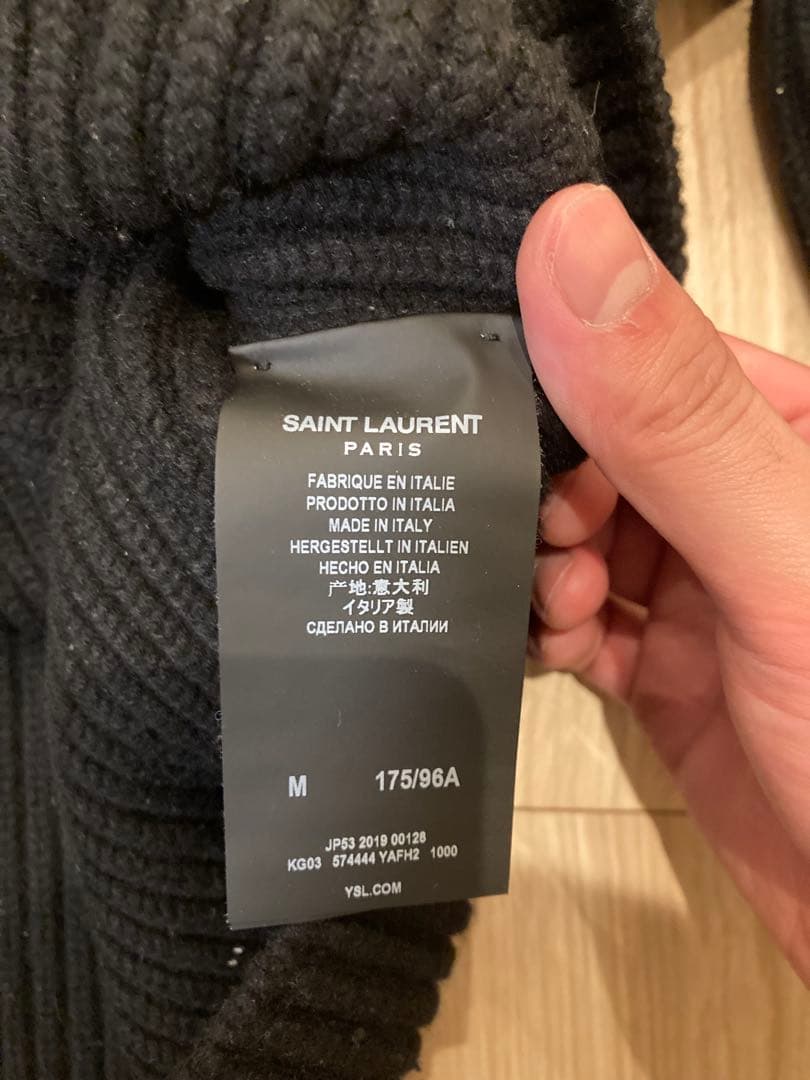 SAINT LAURENT
PARIS
FABRIQUE EN ITALIE
PRODOTTO IN ITALIA
MADE IN ITALY
HERGESTELLT IN ITALIEN
HECHO EN ITALIA
产地:意大利
イタリア製
СДЕЛАНО В ИТАЛИИ
M 175/96A
JP53 2019 00128
KG03 574444 YAFH2 1000
YSL.COM